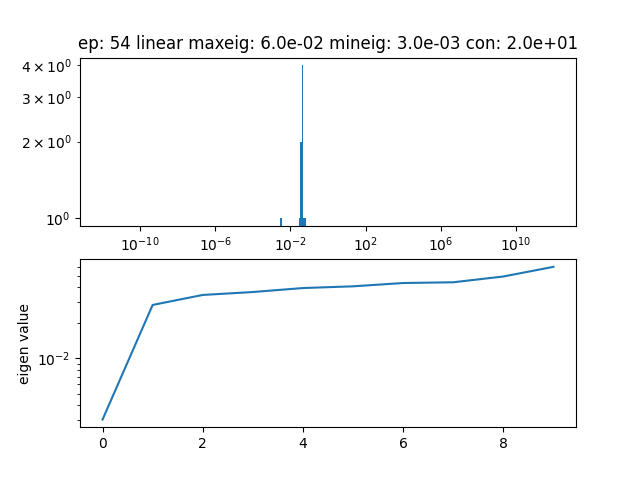 ep: 54 linear maxeig: 6.0e-02 mineig: 3.0e-03 con: 2.0e+01
4 × 10⁰
3 × 10⁰
2 × 10⁰
10⁰
10⁻¹⁰ 10⁻⁶ 10⁻² 10² 10⁶ 10¹⁰
eigen value
10⁻²
0 2 4 6 8